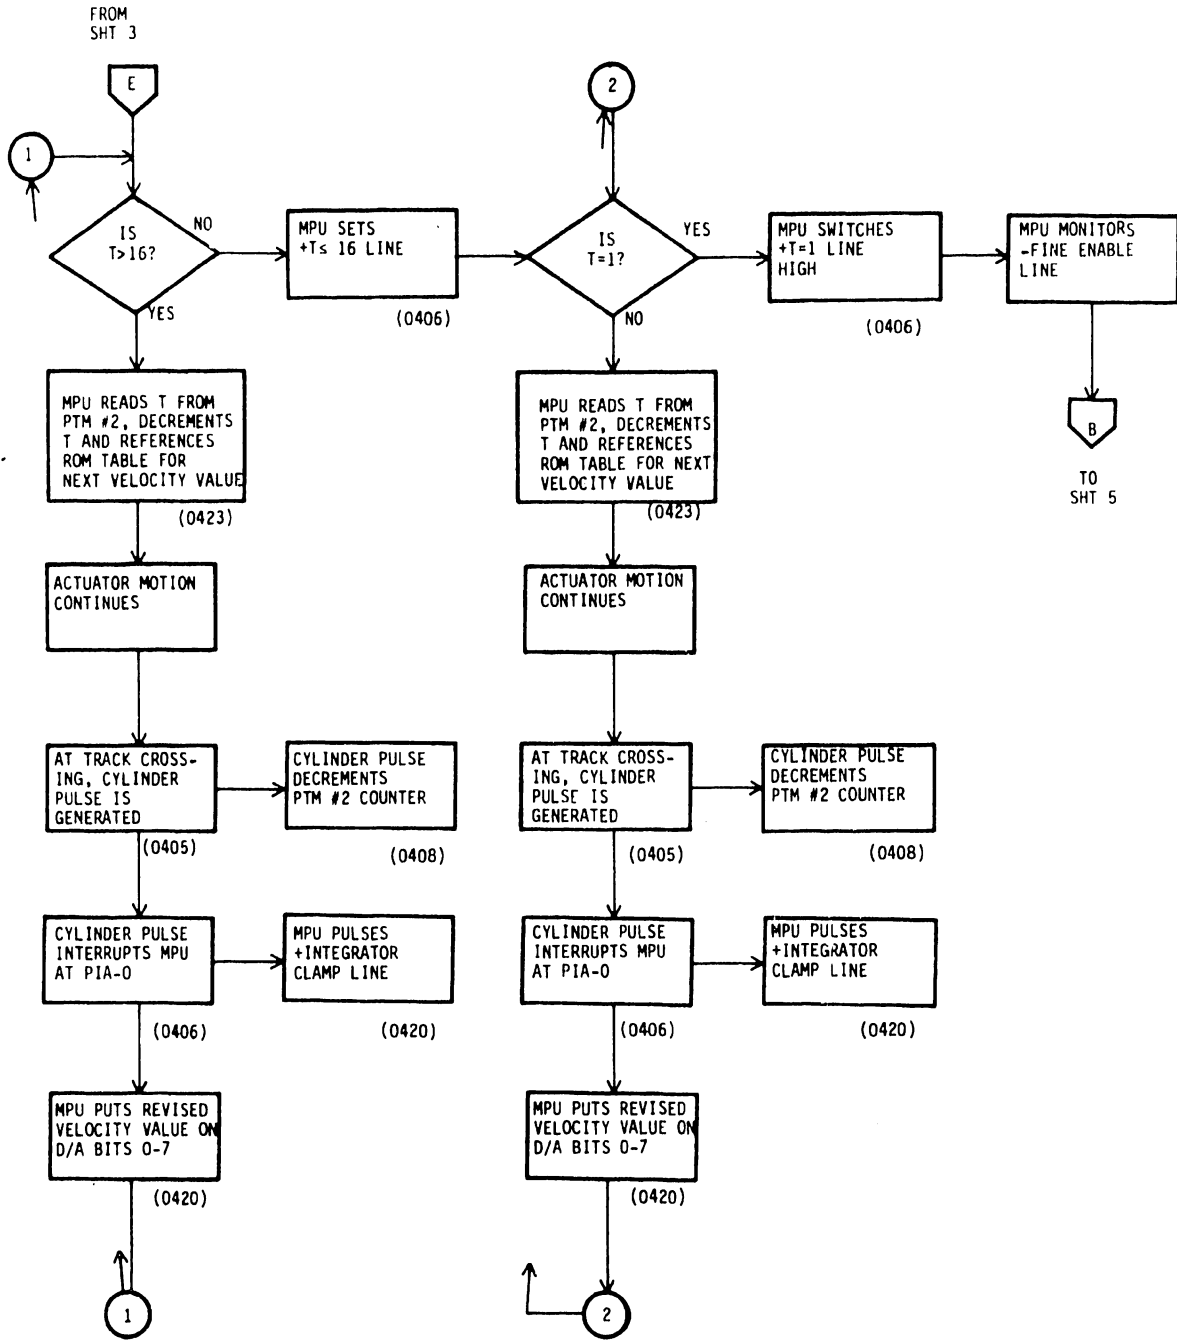 FROM
SHT 3
E
1
IS
T>16?
NO
YES
MPU SETS
+T≤ 16 LINE
(0406)
2
IS
T=1?
YES
NO
MPU SWITCHES
+T=1 LINE
HIGH
(0406)
MPU MONITORS
-FINE ENABLE
LINE
B
TO
SHT 5
MPU READS T FROM
PTM #2, DECREMENTS
T AND REFERENCES
ROM TABLE FOR
NEXT VELOCITY VALUE
(0423)
ACTUATOR MOTION
CONTINUES
AT TRACK CROSS-
ING, CYLINDER
PULSE IS
GENERATED
(0405)
CYLINDER PULSE
DECREMENTS
PTM #2 COUNTER
(0408)
CYLINDER PULSE
INTERRUPTS MPU
AT PIA-0
(0406)
MPU PULSES
+INTEGRATOR
CLAMP LINE
(0420)
MPU PUTS REVISED
VELOCITY VALUE ON
D/A BITS 0-7
(0420)
1
MPU READS T FROM
PTM #2, DECREMENTS
T AND REFERENCES
ROM TABLE FOR NEXT
VELOCITY VALUE
(0423)
ACTUATOR MOTION
CONTINUES
AT TRACK CROSS-
ING, CYLINDER
PULSE IS
GENERATED
(0405)
CYLINDER PULSE
DECREMENTS
PTM #2 COUNTER
(0408)
CYLINDER PULSE
INTERRUPTS MPU
AT PIA-0
(0406)
MPU PULSES
+INTEGRATOR
CLAMP LINE
(0420)
MPU PUTS REVISED
VELOCITY VALUE ON
D/A BITS 0-7
(0420)
2